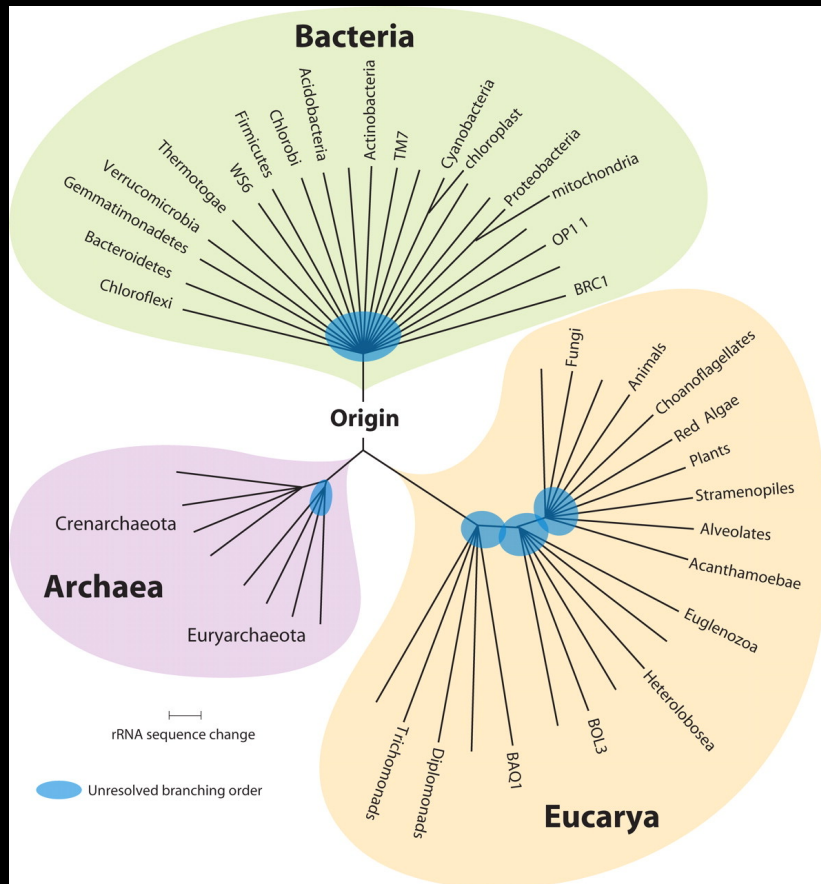 Bacteria
Chloroflexi
Bacteroidetes
Gemmatimonadetes
Verrucomicrobia
Thermotogae
WS6
Firmicutes
Chlorobi
Acidobacteria
Actinobacteria
TM7
Cyanobacteria
chloroplast
Proteobacteria
mitochondria
OP1 1
BRC1
Origin
Fungi
Animals
Choanoflagellates
Red Algae
Plants
Stramenopiles
Alveolates
Acanthamoebae
Euglenozoa
Heterolobosea
BOL3
BAQ1
Diplomonads
Trichomonads
Eucarya
Crenarchaeota
Archaea
Euryarchaeota
rRNA sequence change
Unresolved branching order